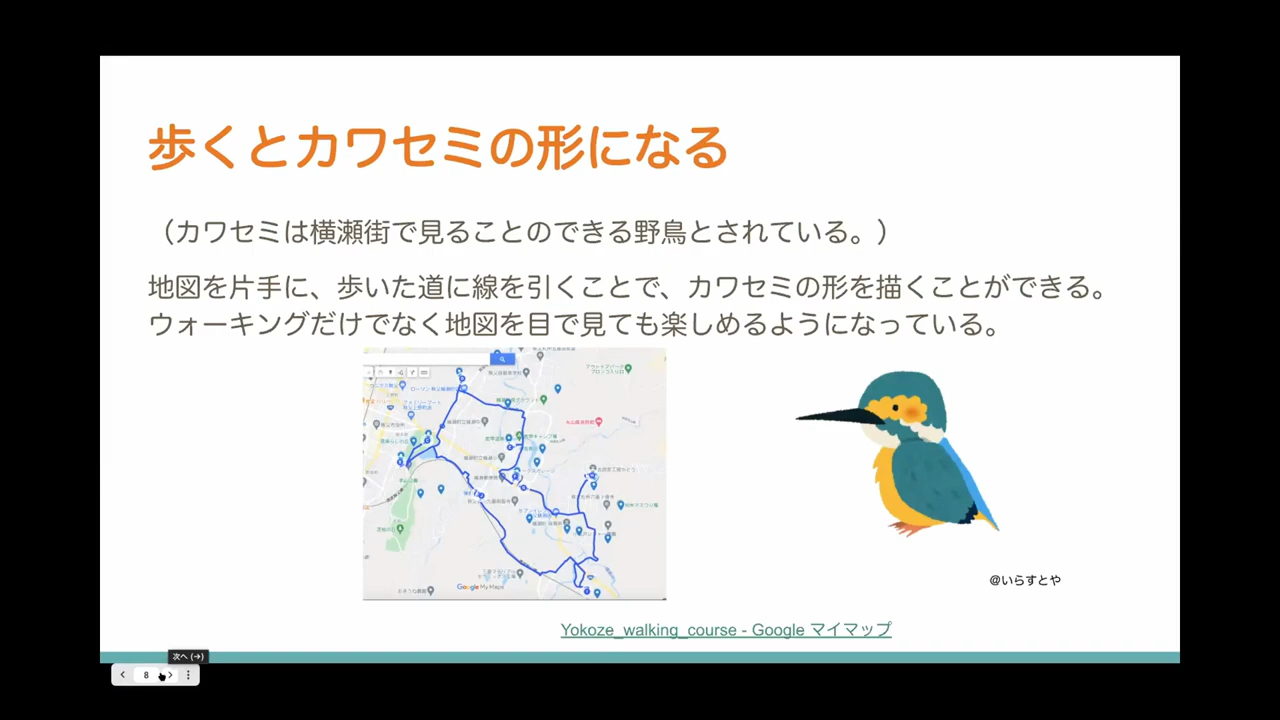 歩くとカワセミの形になる
（カワセミは横瀬街で見ることのできる野鳥とされている。）
地図を片手に、歩いた道に線を引くことで、カワセミの形を描くことができる。
ウォーキングだけでなく地図を目で見ても楽しめるようになっている。
Google My Maps
@いらすとや
Yokoze_walking_course - Google マイマップ
次へ (→)
8